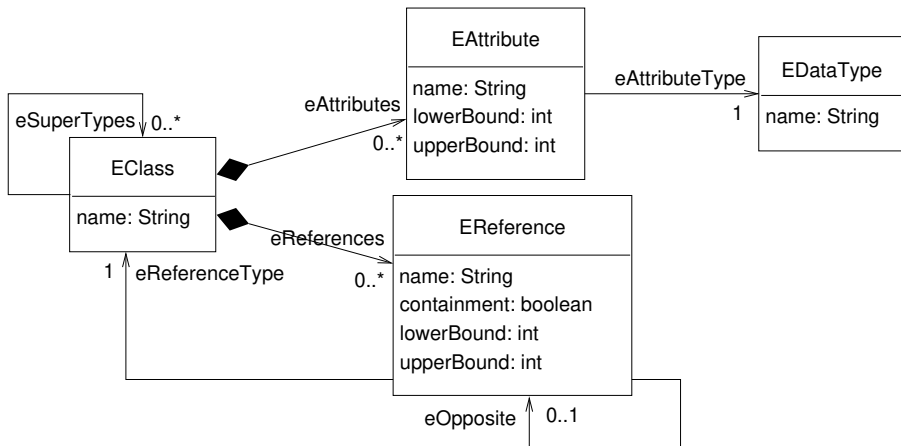 EAttribute
name: String
lowerBound: int
upperBound: int
eAttributeType
1
EDataType
name: String
eSuperTypes
0..*
eAttributes
0..*
EClass
name: String
eReferences
0..*
1
eReferenceType
EReference
name: String
containment: boolean
lowerBound: int
upperBound: int
eOpposite
0..1